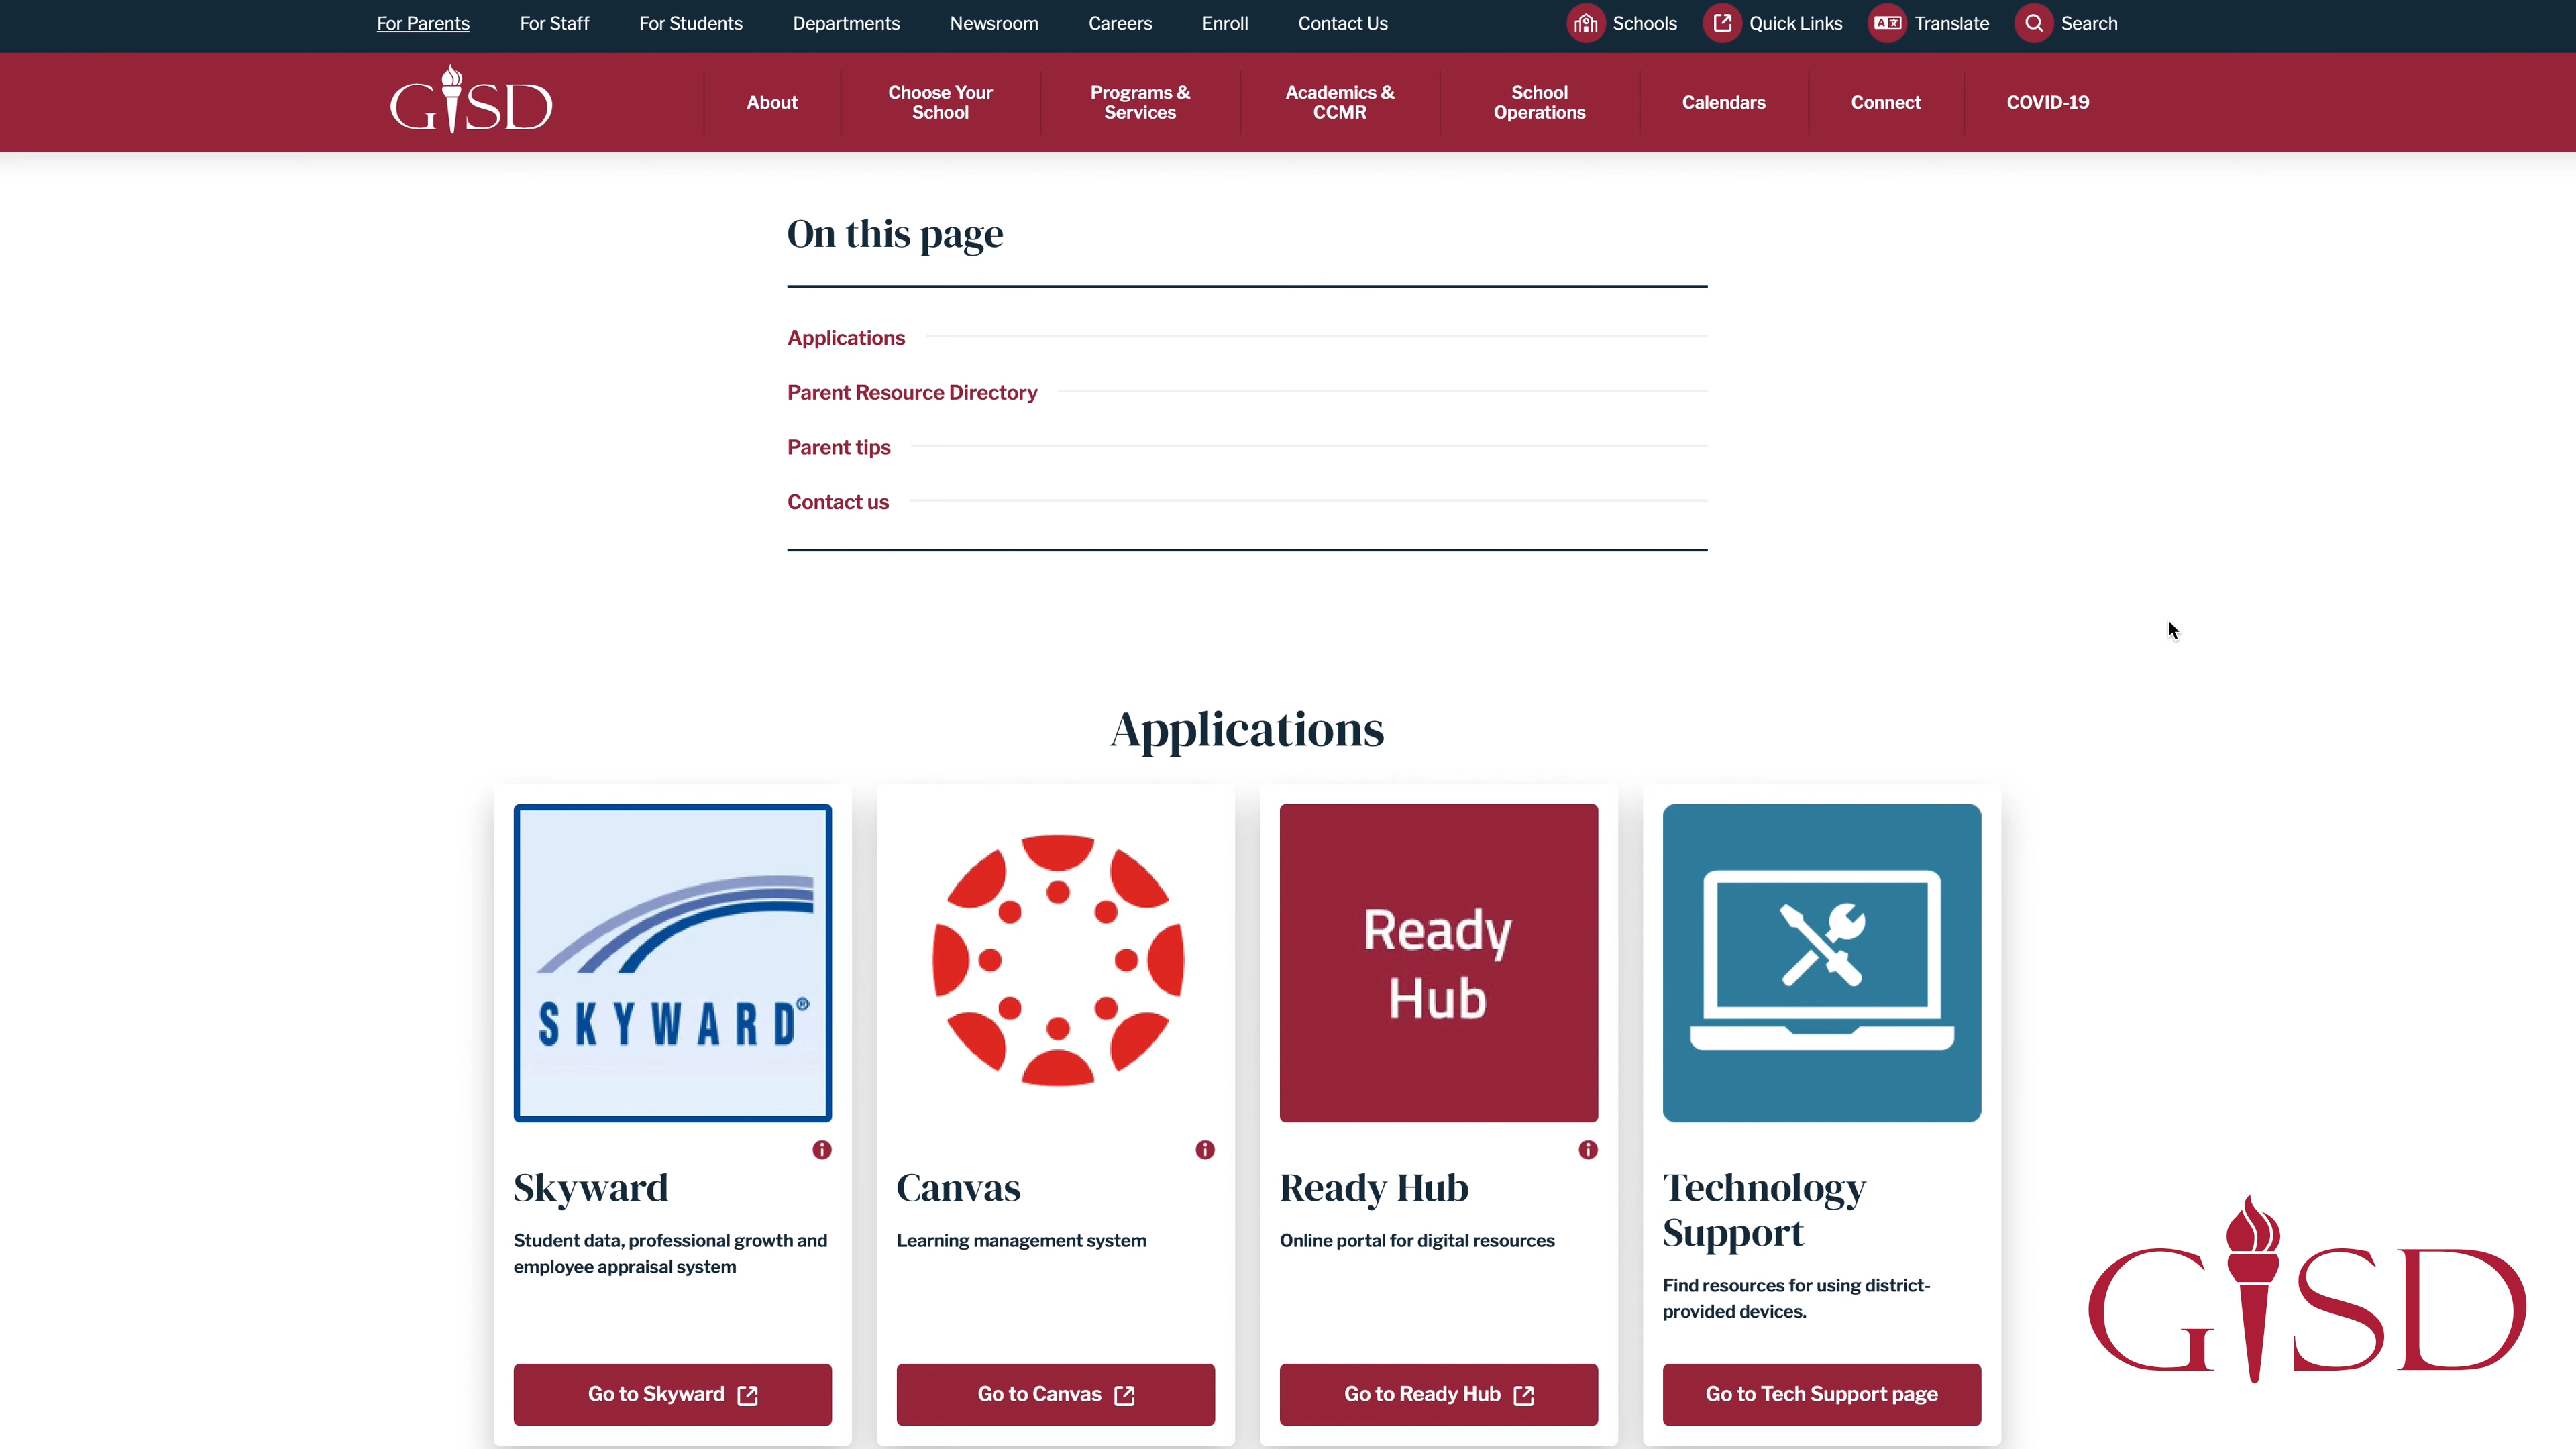 For Parents For Staff For Students Departments Newsroom Careers Enroll Contact Us Schools Quick Links Translate Search
GISD
About
Choose Your
School
Programs &
Services
Academics &
CCMR
School
Operations
Calendars
Connect
COVID-19
On this page
Applications
Parent Resource Directory
Parent tips
Contact us
Applications
SKYWARD®
Skyward
Student data, professional growth and
employee appraisal system
Go to Skyward
Canvas
Learning management system
Go to Canvas
Ready
Hub
Ready Hub
Online portal for digital resources
Go to Ready Hub
Technology
Support
Find resources for using district-
provided devices.
Go to Tech Support page
GISD